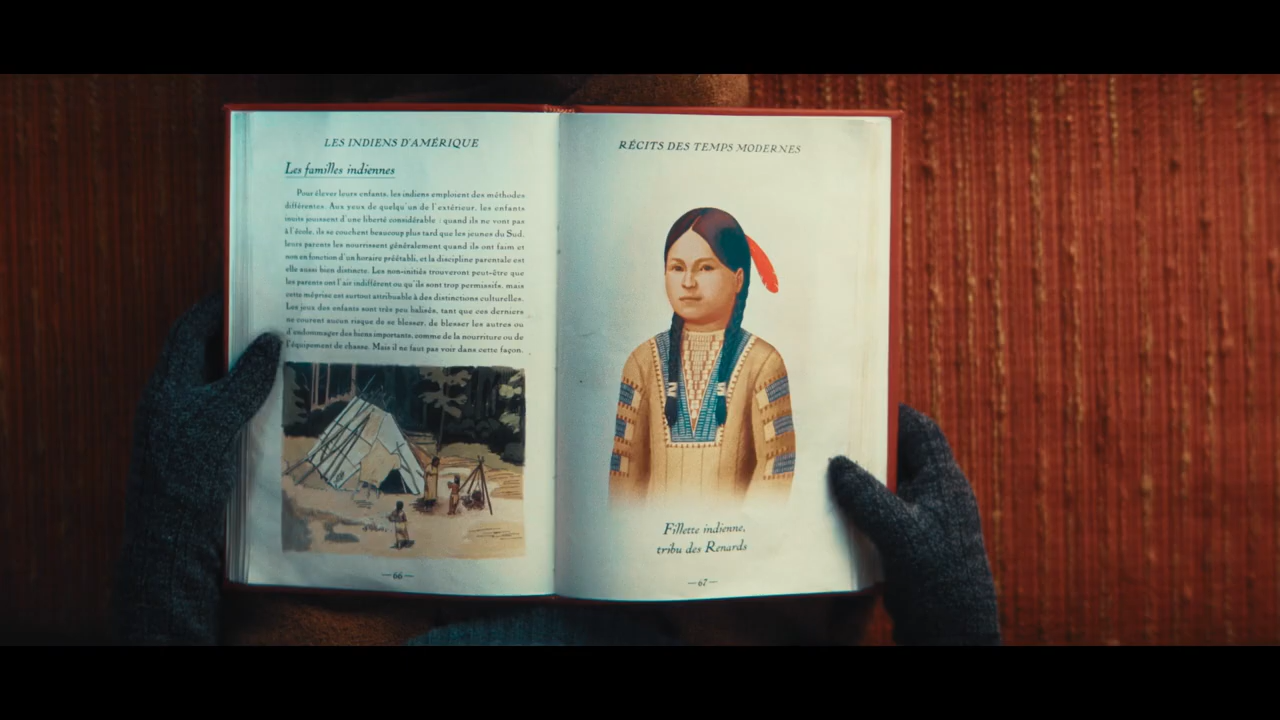 LES INDIENS D'AMÉRIQUE
Les familles indiennes
Pour élever leurs enfants, les indiens emploient des méthodes
différentes. Aux yeux de quelqu'un de l'extérieur, les enfants
inuits jouissent d'une liberté considérable : quand ils ne vont pas
à l'école, ils se couchent beaucoup plus tard que les jeunes du Sud,
leurs parents les nourrissent généralement quand ils ont faim et
non en fonction d'un horaire préétabli, et la discipline parentale est
elle aussi bien distincte. Les non-initiés trouveront peut-être que
les parents ont l'air indifférent ou qu'ils sont trop permissifs, mais
cette méprise est surtout attribuable à des distinctions culturelles.
Les jeux des enfants sont très peu balisés, tant que ces derniers
ne courent aucun risque de se blesser, de blesser les autres ou
d'endommager des biens importants, comme de la nourriture ou de
l'équipement de chasse. Mais il ne faut pas voir dans cette façon.
— 66 —
RÉCITS DES TEMPS MODERNES
Fillette indienne,
tribu des Renards
— 67 —